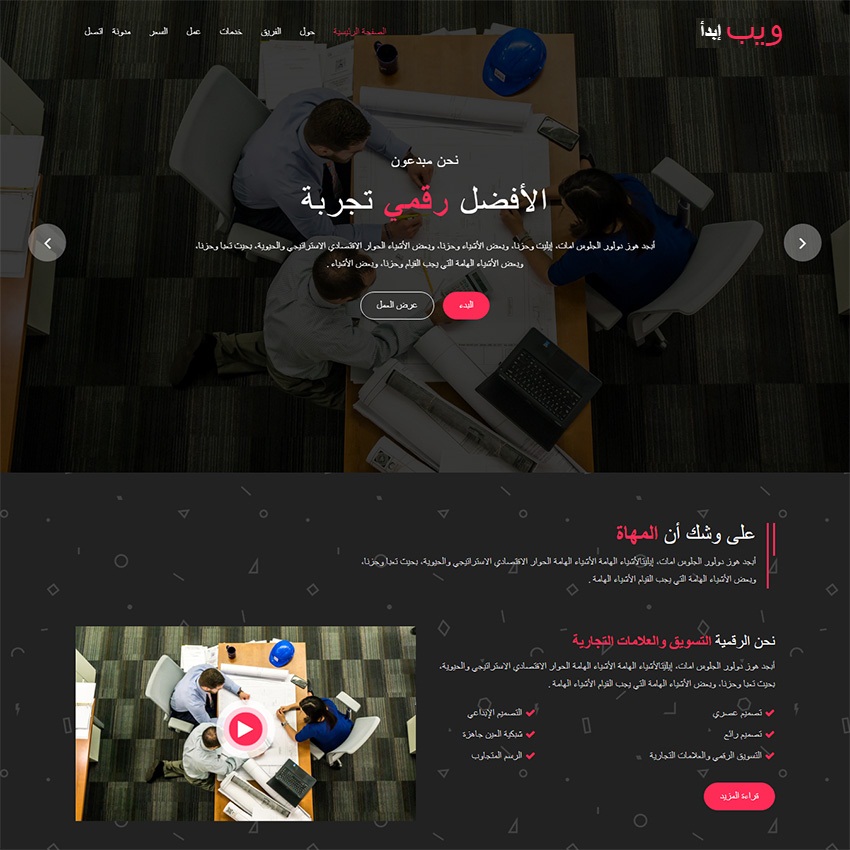 ويب إبدأ
الصفحة الرئيسية حول الفريق خدمات عمل السعر مدونة اتصل
نحن مبدعون
الأفضل رقمي تجربة
أبجد هوز دولور الجلوس امات، إيليت وحزنا، وبعض الأشياء وحزنا، وبعض الأشياء الحوار الاقتصادي الاستراتيجي والحيوية، بحيث تحيا وحزنا،
وبعض الأشياء الهامة التي يجب القيام وحزنا، وبعض الأشياء .
البدء
عرض العمل
على وشك أن المهاة
أبجد هوز دولور الجلوس امات، إيليتالأشياء الهامة الأشياء الهامة الحوار الاقتصادي الاستراتيجي والحيوية، بحيث تحيا وحزنا،
وبعض الأشياء الهامة التي يجب القيام الأشياء الهامة .
نحن الرقمية التسويق والعلامات التجارية
أبجد هوز دولور الجلوس امات، إيليتالأشياء الهامة الأشياء الهامة الحوار الاقتصادي الاستراتيجي والحيوية،
بحيث تحيا وحزنا، وبعض الأشياء الهامة التي يجب القيام الأشياء الهامة .
تصميم عصري
التصميم الإبداعي
تصميم رائع
شبكية العين جاهزة
التسويق الرقمي والعلامات التجارية
الرسم المتجاوب
قراءة المزيد